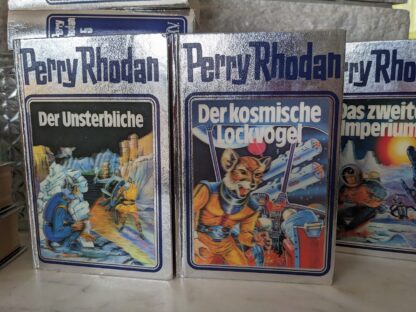 Perry Rhodan
Der Unsterbliche
Perry Rhodan
Der kosmische
Lockvogel
Perry Rhodan
Das zweite
Imperium